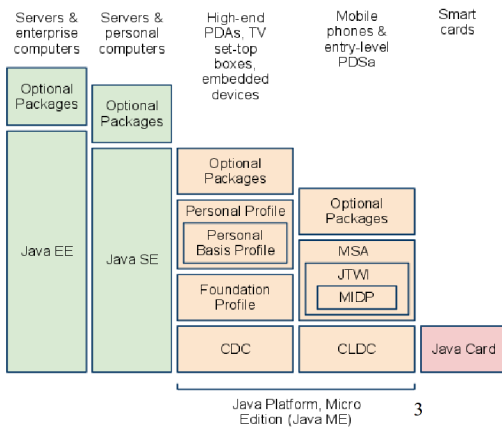 Servers &
enterprise
computers
Servers &
personal
computers
High-end
PDAs, TV
set-top
boxes,
embedded
devices
Mobile
phones &
entry-level
PDSa
Smart
cards
Optional
Packages
Java EE
Optional
Packages
Java SE
Optional
Packages
Personal Profile
Personal
Basis Profile
Foundation
Profile
CDC
Optional
Packages
MSA
JTWI
MIDP
CLDC
Java Card
Java Platform, Micro
Edition (Java ME)
3